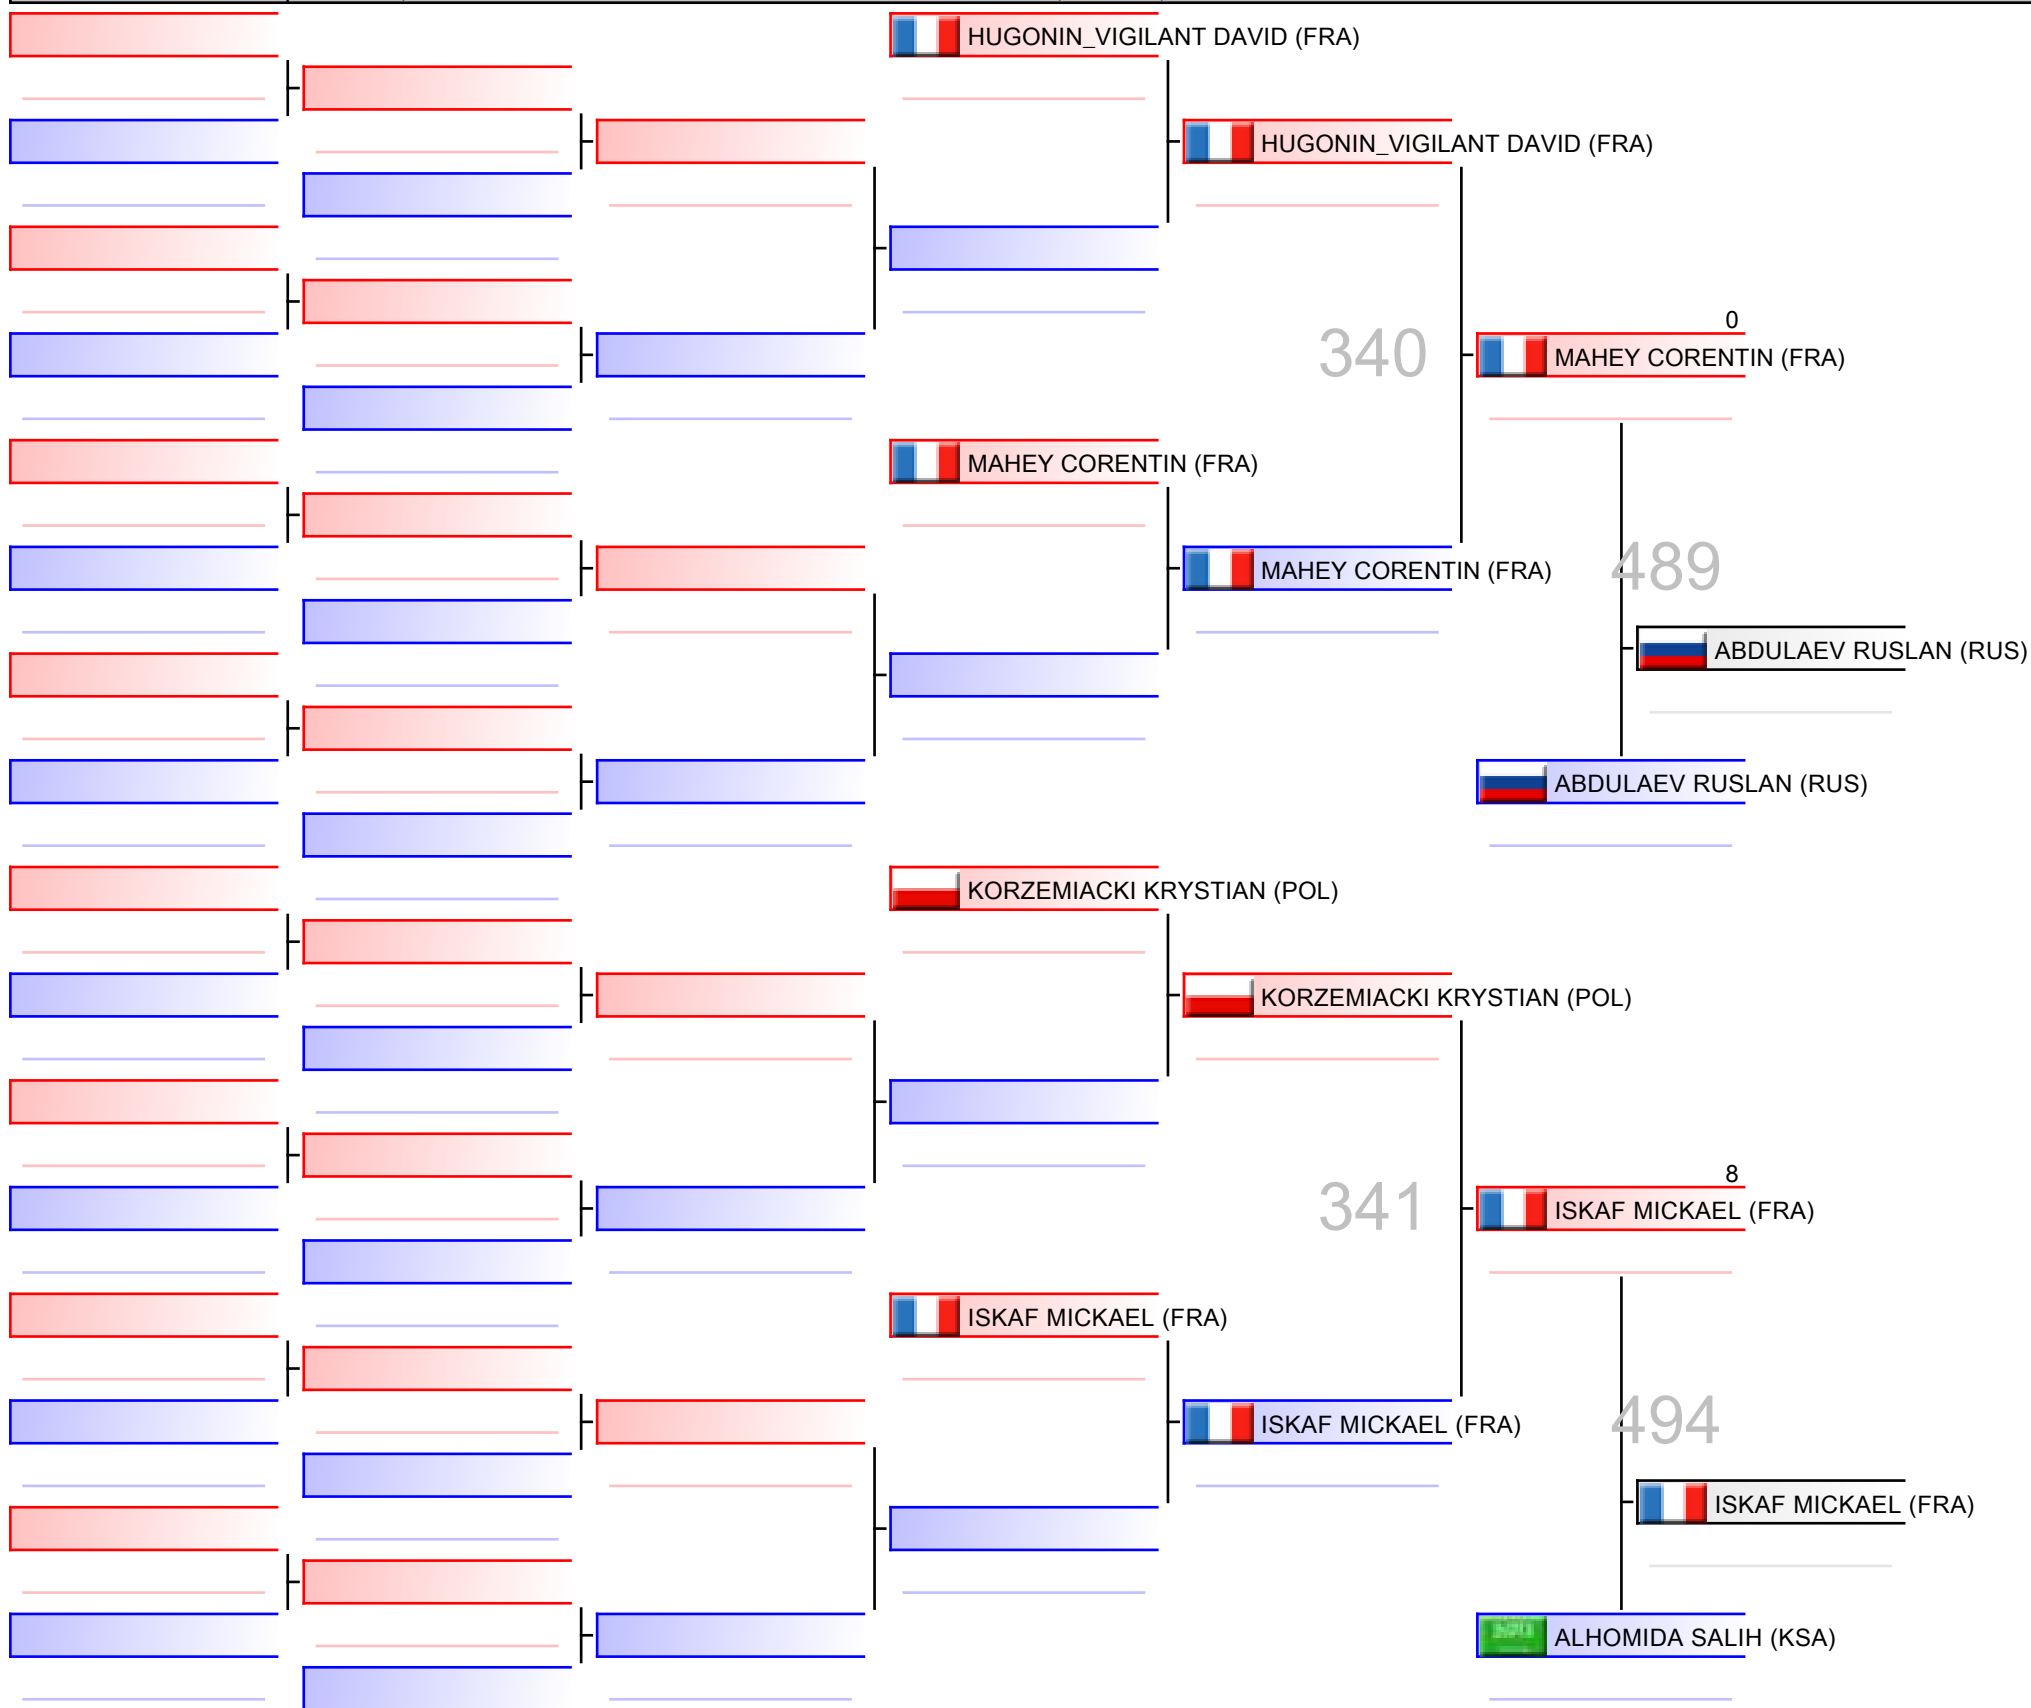 HUGONIN_VIGILANT DAVID (FRA)
HUGONIN_VIGILANT DAVID (FRA)
0
340
MAHEY CORENTIN (FRA)
MAHEY CORENTIN (FRA)
MAHEY CORENTIN (FRA)
489
ABDULAEV RUSLAN (RUS)
ABDULAEV RUSLAN (RUS)
KORZEMIACKI KRYSTIAN (POL)
KORZEMIACKI KRYSTIAN (POL)
8
341
ISKAF MICKAEL (FRA)
ISKAF MICKAEL (FRA)
ISKAF MICKAEL (FRA)
494
ISKAF MICKAEL (FRA)
ALHOMIDA SALIH (KSA)